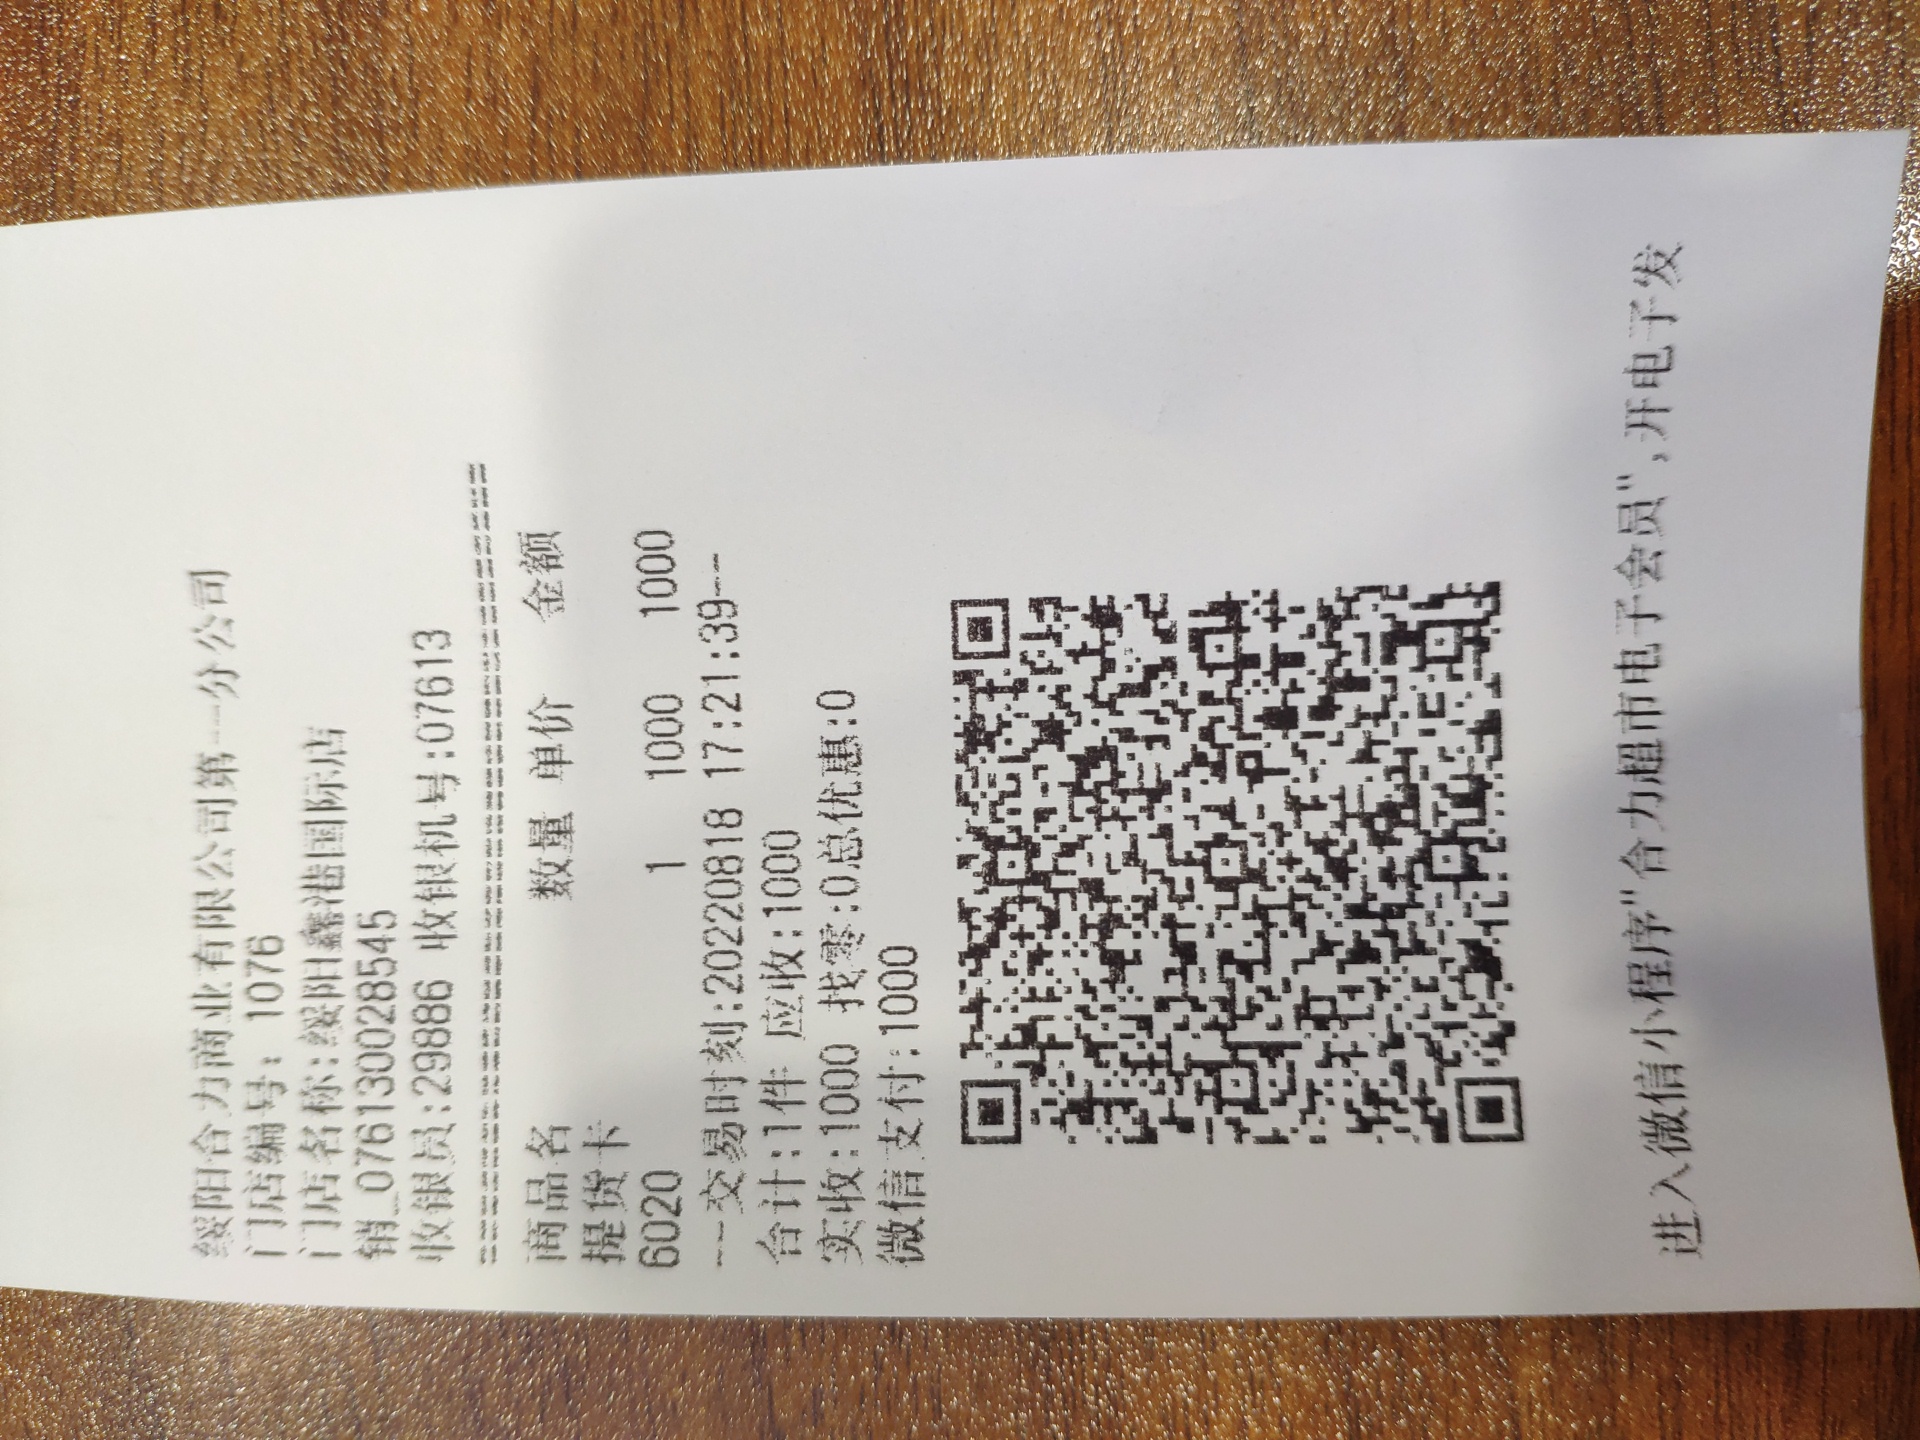 绥阳合力商业有限公司第一分公司
门店编号: 1076
门店名称:绥阳鑫港国际店
销_076130028545
收银员:29886 收银机号:07613
商品名 数量 单价 金额
提货卡
6020 1 1000 1000
---交易时刻:20220818 17:21:39--
合计:1件 应收:1000
实收:1000 找零:0总优惠:0
微信支付:1000
进入微信小程序"合力超市电子会员",开电子发